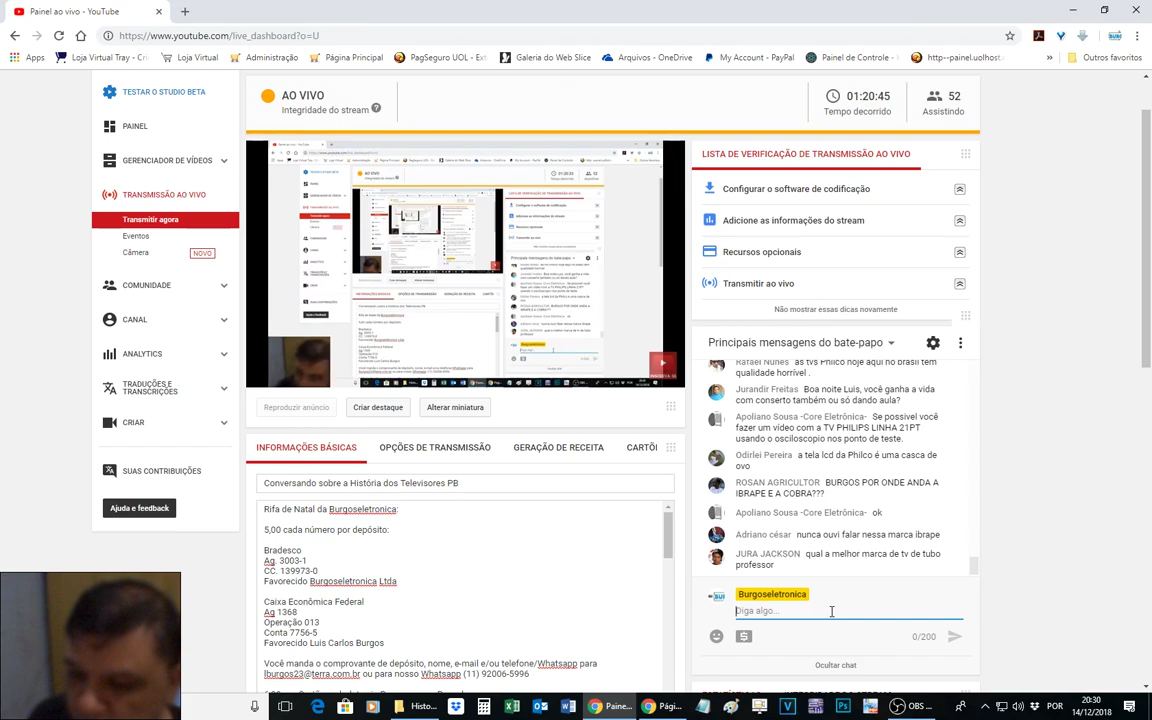 Painel ao vivo - YouTube
https://www.youtube.com/live_dashboard?o=U
Apps
Loja Virtual Tray - Cri
Loja Virtual
Administração
Página Principal
PagSeguro UOL - Ext
Galeria do Web Slice
Arquivos - OneDrive
My Account - PayPal
Painel de Controle -
http--painel.uolhost
»
Outros favoritos
TESTAR O STUDIO BETA
PAINEL
GERENCIADOR DE VÍDEOS
TRANSMISSÃO AO VIVO
Transmitir agora
Eventos
Câmera
NOVO
COMUNIDADE
CANAL
ANALYTICS
TRADUÇÕES E
TRANSCRIÇÕES
CRIAR
SUAS CONTRIBUIÇÕES
Ajuda e feedback
AO VIVO
Integridade do stream
01:20:45
Tempo decorrido
52
Assistindo
Reproduzir anúncio
Criar destaque
Alterar miniatura
INFORMAÇÕES BÁSICAS
OPÇÕES DE TRANSMISSÃO
GERAÇÃO DE RECEITA
CARTÕI
Conversando sobre a História dos Televisores PB
Rifa de Natal da Burgoseletronica:
5,00 cada número por depósito:
Bradesco
Ag. 3003-1
CC. 139973-0
Favorecido Burgoseletronica Ltda
Caixa Econômica Federal
Ag 1368
Operação 013
Conta 7756-5
Favorecido Luis Carlos Burgos
Você manda o comprovante de depósito, nome, e-mail e/ou telefone/Whatsapp para
lburgos23@terra.com.br ou para nosso Whatsapp (11) 92006-5996
LISTA DE VERIFICAÇÃO DE TRANSMISSÃO AO VIVO
Configurar o software de codificação
Adicione as informações do stream
Recursos opcionais
Transmitir ao vivo
Não mostrar essas dicas novamente
Principais mensagens do bate-papo
Rafael Nunes as tvs Philco hoje aqui no brasil tem
qualidade horrível .
Jurandir Freitas Boa noite Luis, você ganha a vida
com conserto também ou só dando aula?
Apoliano Sousa -Core Eletrônica- Se possivel você
fazer um vídeo com a TV PHILIPS LINHA 21PT
usando o osciloscopio nos ponto de teste.
Odirlei Pereira a tela lcd da Philco é uma casca de
ovo
ROSAN AGRICULTOR BURGOS POR ONDE ANDA A
IBRAPE E A COBRA???
Apoliano Sousa -Core Eletrônica- ok
Adriano césar nunca ouvi falar nessa marca ibrape
JURA JACKSON qual a melhor marca de tv de tubo
professor
Burgoseletronica
Diga algo...
0/200
Ocultar chat
Histo...
Paine...
Pági...
OBS ...
POR
20:30
14/12/2018